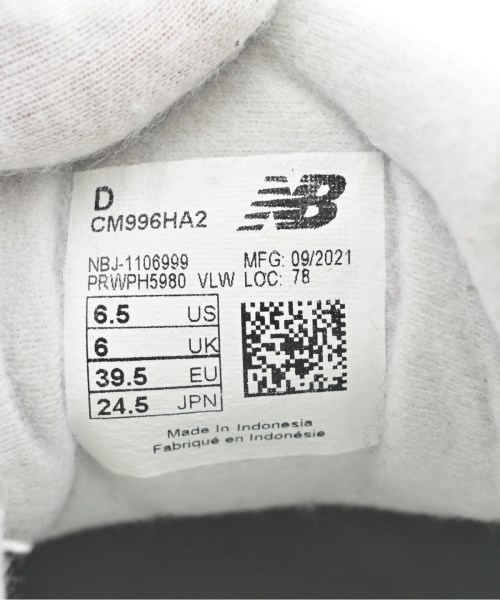 D
CM996HA2
NB
NBJ-1106999 MFG: 09/2021
PRWPH5980 VLW LOC: 78
6.5 US
6 UK
39.5 EU
24.5 JPN
Made In Indonesia
Fabriqué en Indonésie